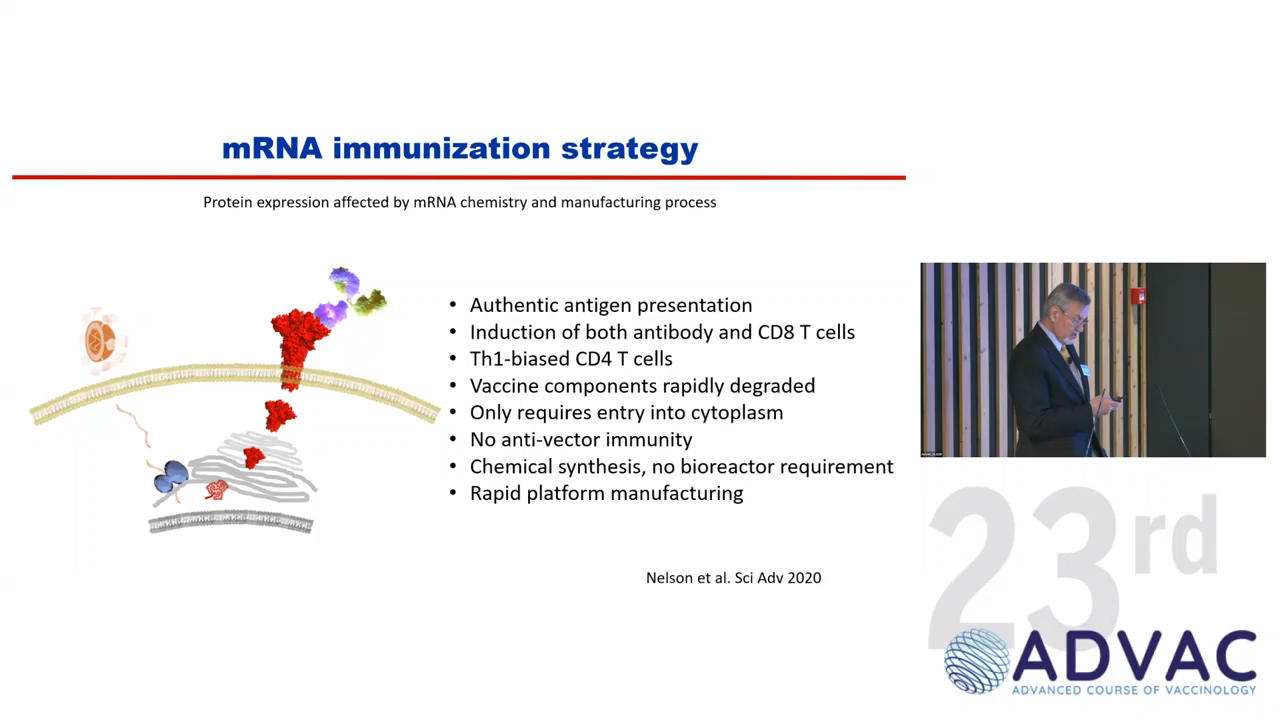 mRNA immunization strategy
Protein expression affected by mRNA chemistry and manufacturing process
• Authentic antigen presentation
• Induction of both antibody and CD8 T cells
• Th1-biased CD4 T cells
• Vaccine components rapidly degraded
• Only requires entry into cytoplasm
• No anti-vector immunity
• Chemical synthesis, no bioreactor requirement
• Rapid platform manufacturing
Nelson et al. Sci Adv 2020
23rd
ADVAC
ADVANCED COURSE OF VACCINOLOGY